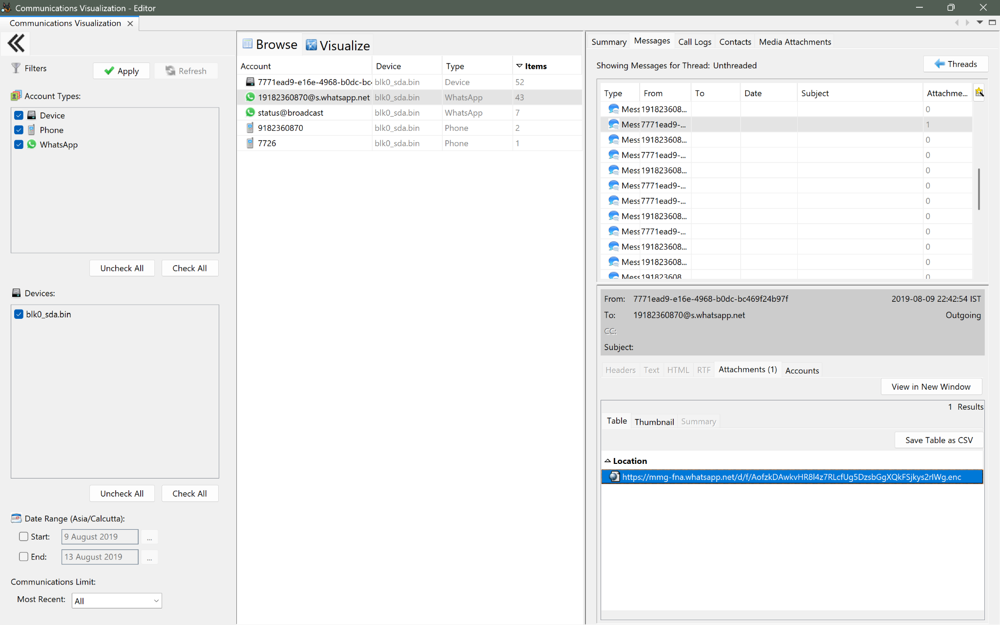 Communications Visualization - Editor
Communications Visualization
Filters
Apply
Refresh
Account Types:
Device
Phone
WhatsApp
Uncheck All
Check All
Devices:
blk0_sda.bin
Uncheck All
Check All
Date Range (Asia/Calcutta):
Start: 9 August 2019 ...
End: 13 August 2019 ...
Communications Limit:
Most Recent: All
Browse Visualize
Account Device Type Items
7771ead9-e16e-4968-b0dc-bc blk0_sda.bin Device 52
19182360870@s.whatsapp.net blk0_sda.bin WhatsApp 43
status@broadcast blk0_sda.bin WhatsApp 7
9182360870 blk0_sda.bin Phone 2
7726 blk0_sda.bin Phone 1
Summary Messages Call Logs Contacts Media Attachments
Showing Messages for Thread: Unthreaded
Threads
Type From To Date Subject Attachme...
Mess 191823608... 0
Mess 7771ead9-... 1
Mess 191823608... 0
Mess 7771ead9-... 0
Mess 191823608... 0
Mess 7771ead9-... 0
Mess 7771ead9-... 0
Mess 191823608... 0
Mess 7771ead9-... 0
Mess 191823608... 0
Mess 191823608... 0
Mess 191823608 0
From: 7771ead9-e16e-4968-b0dc-bc469f24b97f 2019-08-09 22:42:54 IST
To: 19182360870@s.whatsapp.net Outgoing
CC:
Subject:
Headers Text HTML RTF Attachments (1) Accounts
View in New Window
1 Results
Table Thumbnail Summary
Save Table as CSV
Location
https://mmg-fna.whatsapp.net/d/f/AofzkDAwkvHR8l4z7RLcfUg5DzsbGgXQkFSjkys2rIWg.enc